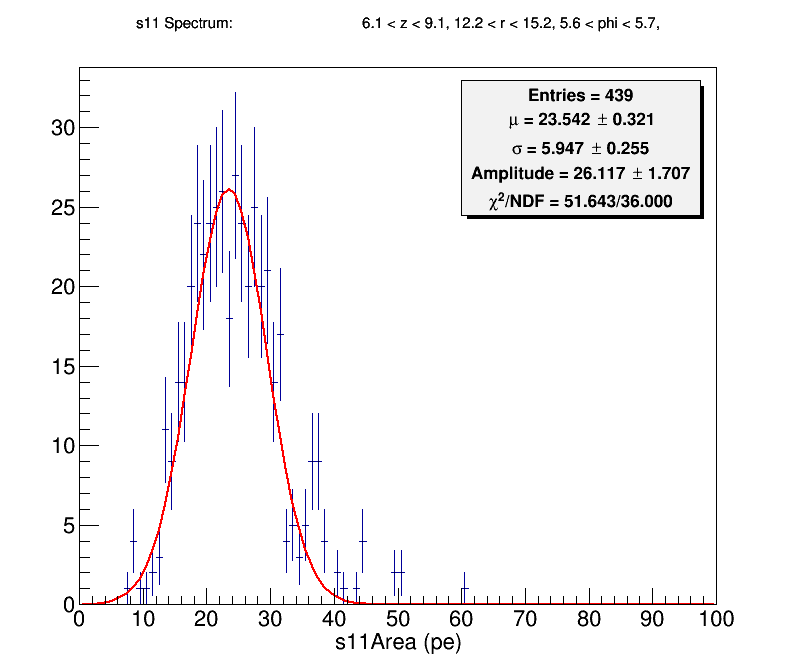 s11 Spectrum: 6.1 < z < 9.1, 12.2 < r < 15.2, 5.6 < phi < 5.7,
Entries = 439
μ = 23.542 ± 0.321
σ = 5.947 ± 0.255
Amplitude = 26.117 ± 1.707
χ²/NDF = 51.643/36.000
30
25
20
15
10
5
0
0 10 20 30 40 50 60 70 80 90 100
s11Area (pe)